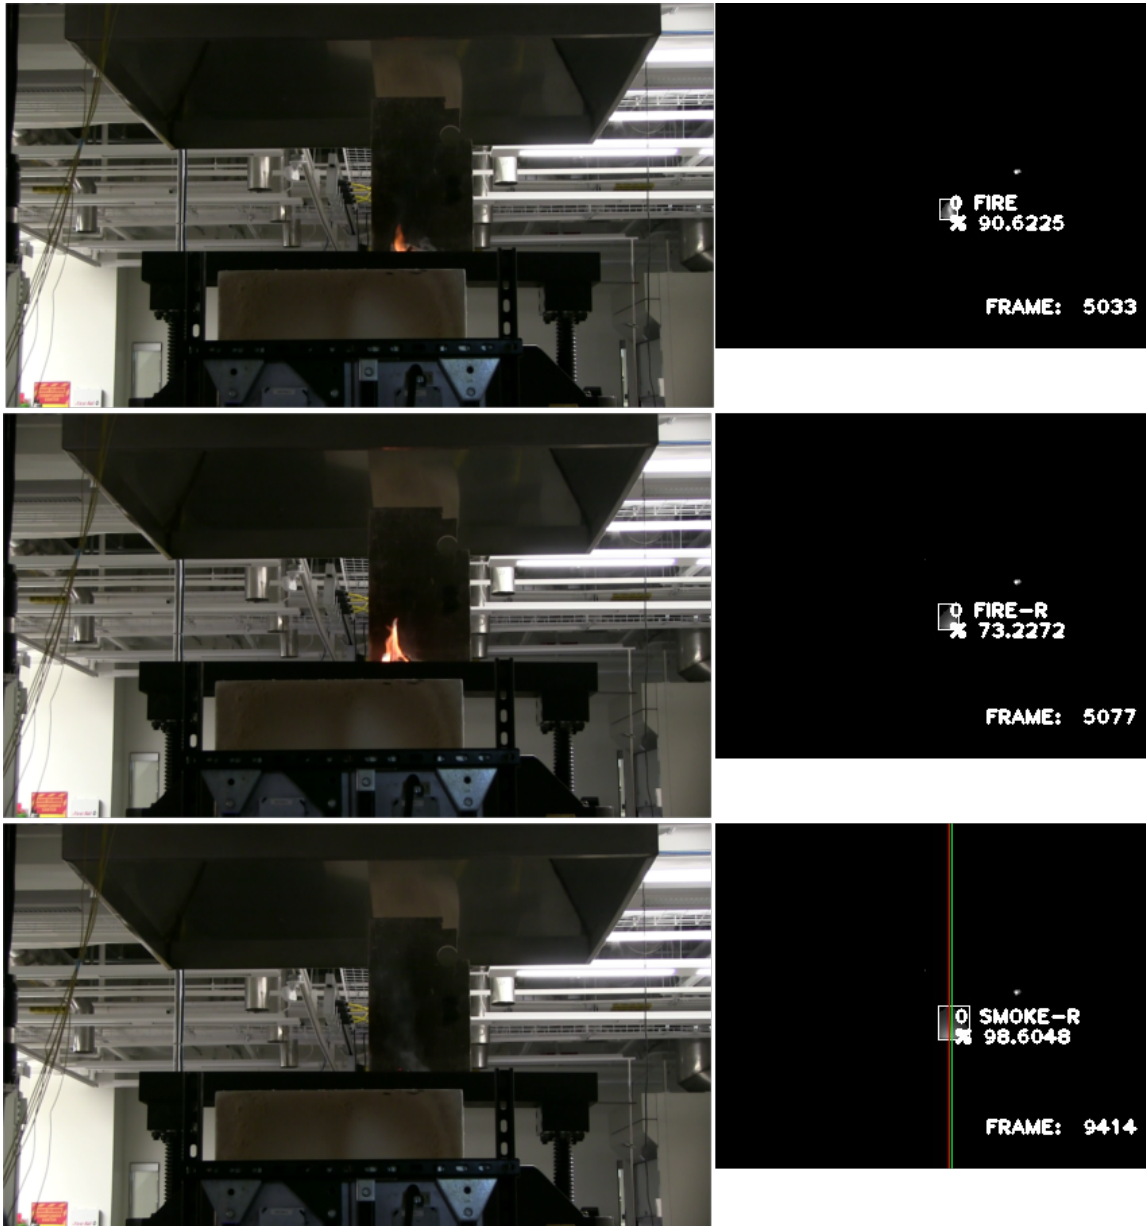 0 FIRE
% 90.6225
FRAME: 5033
0 FIRE-R
% 73.2272
FRAME: 5077
0 SMOKE-R
% 98.6048
FRAME: 9414